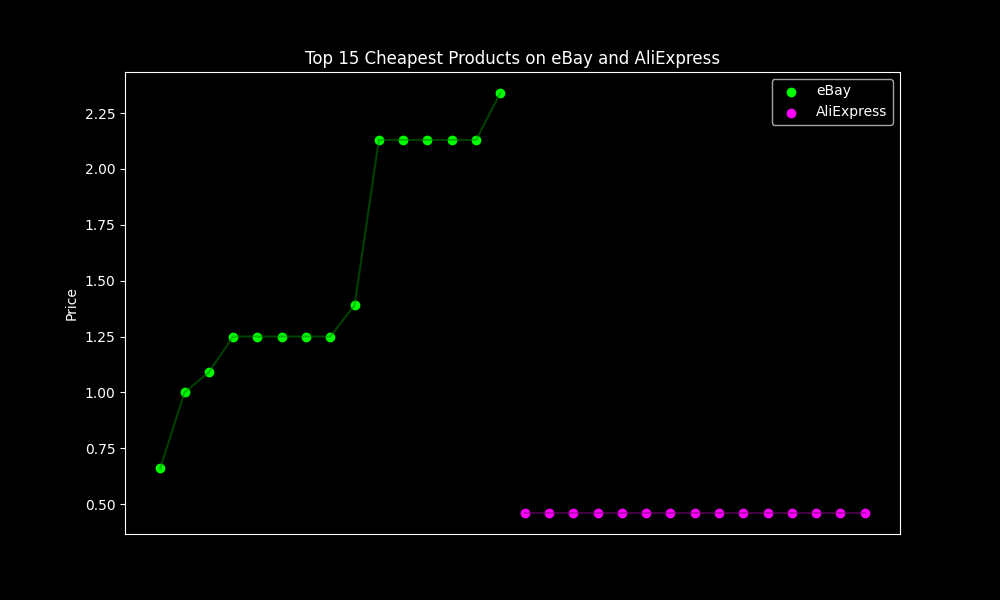 Top 15 Cheapest Products on eBay and AliExpress
eBay
AliExpress
2.25
2.00
1.75
1.50
1.25
1.00
0.75
0.50
Price